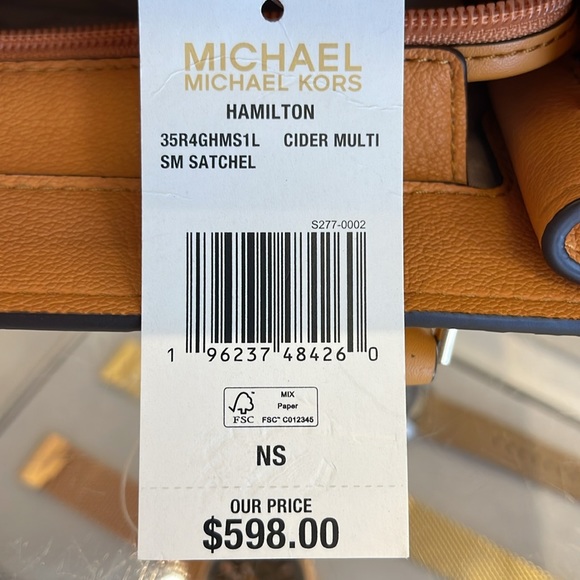 MICHAEL
MICHAEL KORS
HAMILTON
35R4GHMS1L CIDER MULTI
SM SATCHEL
S277-0002
1 96237 48426 0
MIX
Paper
FSC™ C012345
FSC
NS
OUR PRICE
$598.00